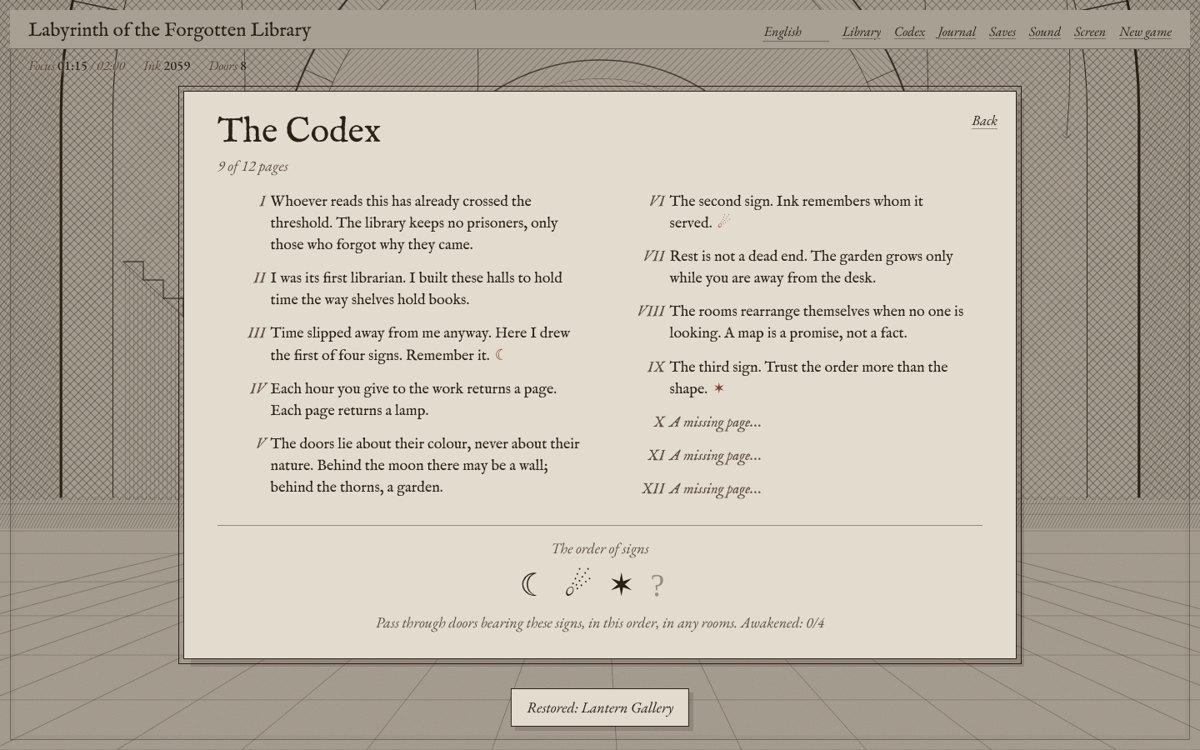 Labyrinth of the Forgotten Library
English Library Codex Journal Saves Sound Screen New game
Focus 01:15 / 02:00 Ink 2059 Doors 8
The Codex
Back
9 of 12 pages
I Whoever reads this has already crossed the
threshold. The library keeps no prisoners, only
those who forgot why they came.
II I was its first librarian. I built these halls to hold
time the way shelves hold books.
III Time slipped away from me anyway. Here I drew
the first of four signs. Remember it. ☾
IV Each hour you give to the work returns a page.
Each page returns a lamp.
V The doors lie about their colour, never about their
nature. Behind the moon there may be a wall;
behind the thorns, a garden.
VI The second sign. Ink remembers whom it
served. ☄
VII Rest is not a dead end. The garden grows only
while you are away from the desk.
VIII The rooms rearrange themselves when no one is
looking. A map is a promise, not a fact.
IX The third sign. Trust the order more than the
shape. ✶
X A missing page...
XI A missing page...
XII A missing page...
The order of signs
☾ ☄ ✶ ?
Pass through doors bearing these signs, in this order, in any rooms. Awakened: 0/4
Restored: Lantern Gallery